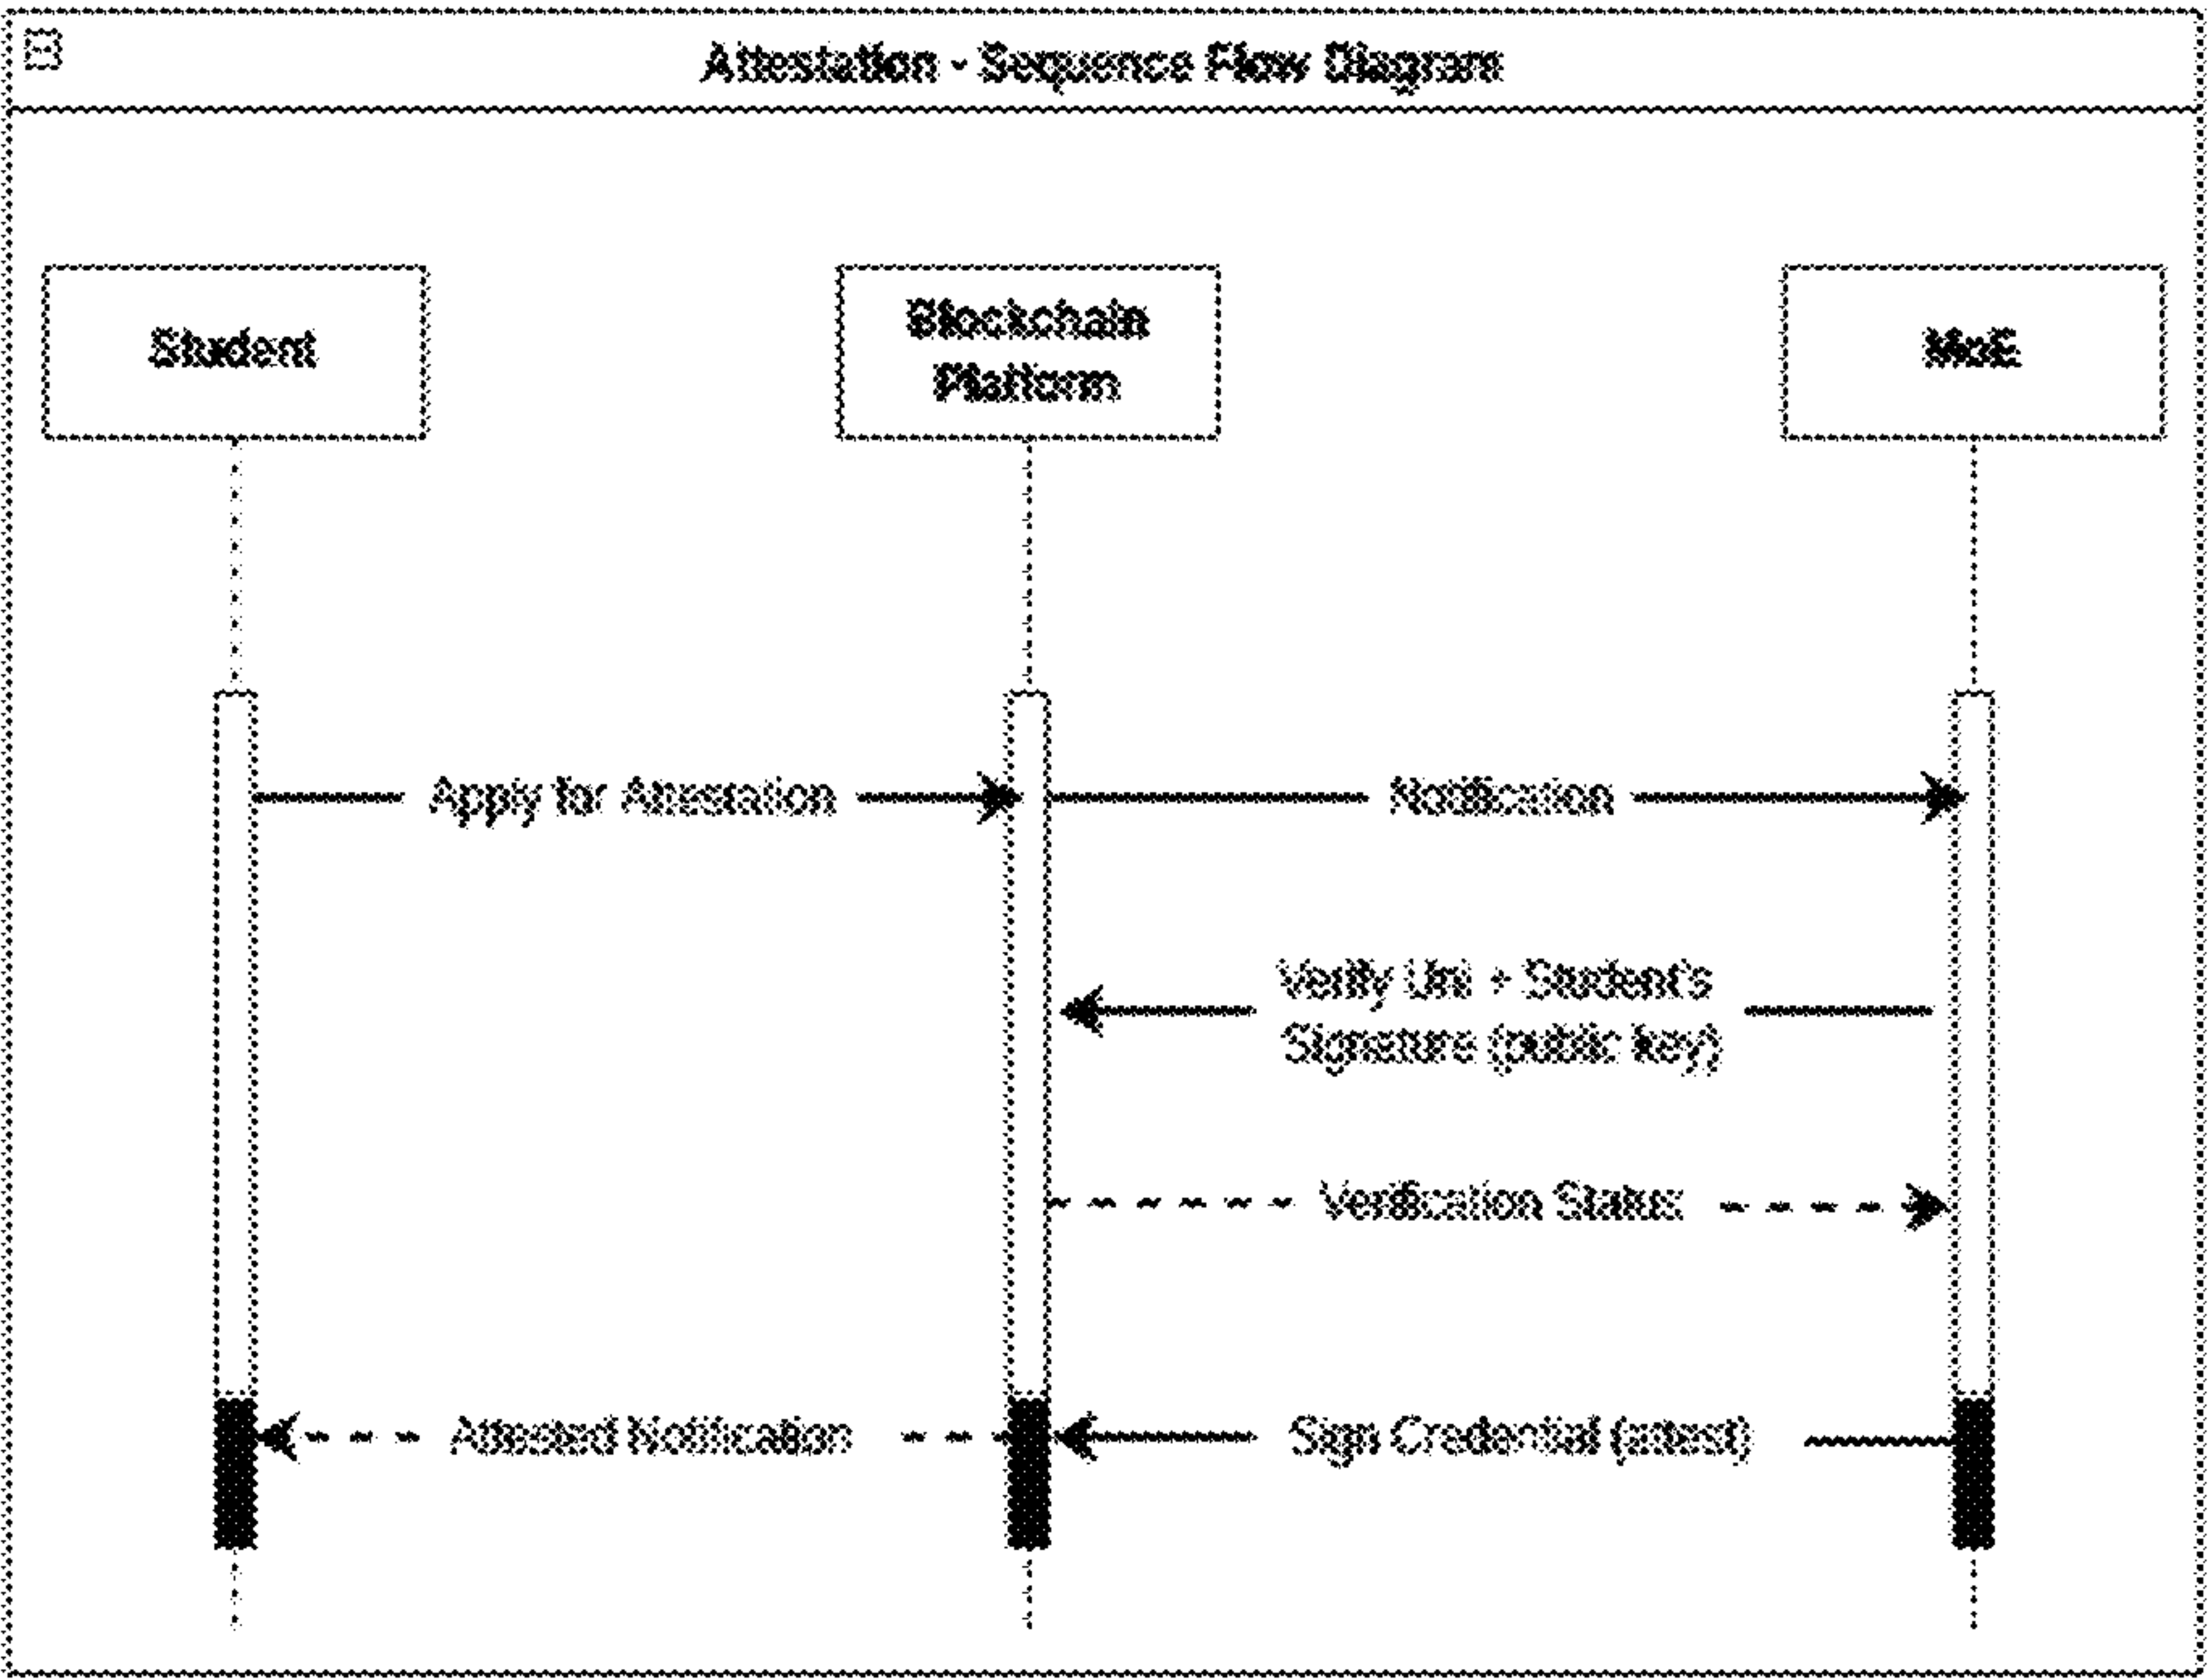 Attestation - Sequence Flow Diagram
Student
Blockchain
Platform
MoE
Apply for Attestation
Notification
Verify Uni + Student's
Signature (public key)
Verification Status
Attested Notification
Sign Credential (attest)